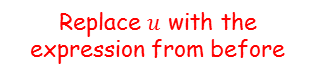 Replace 𝑢 with the
expression from before